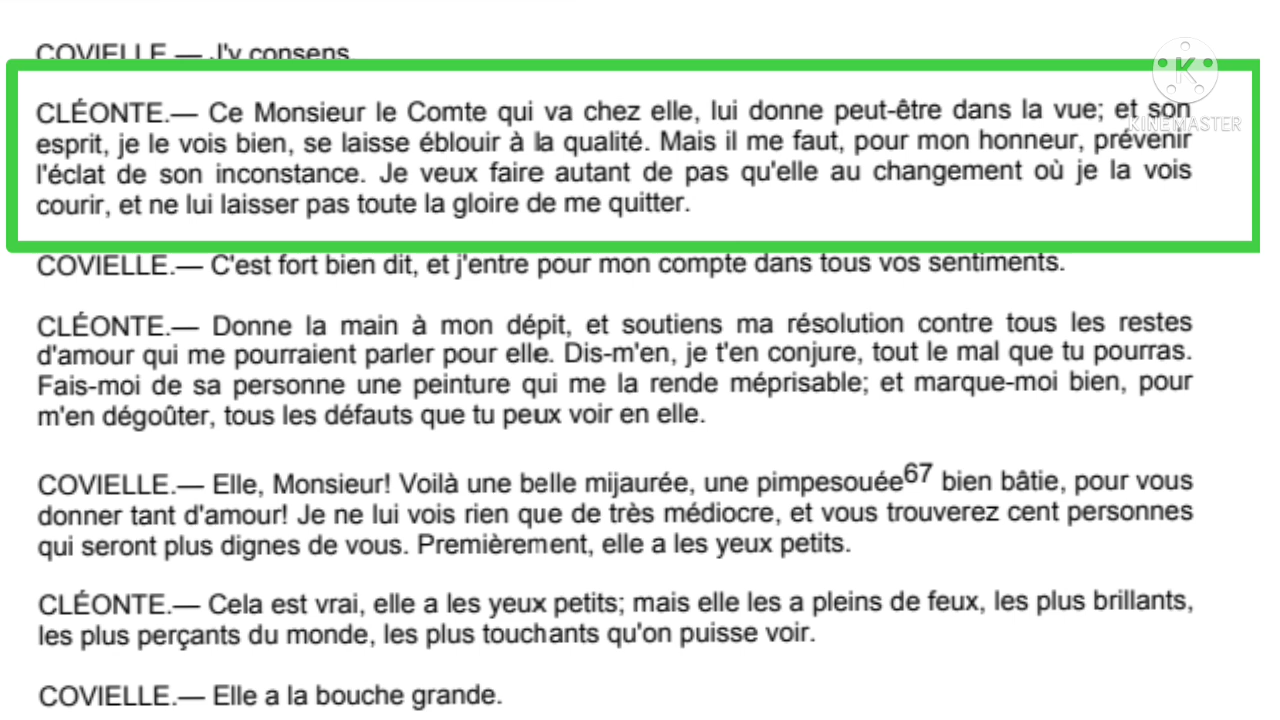 COVIELLE.— J'y consens.
CLÉONTE.— Ce Monsieur le Comte qui va chez elle, lui donne peut-être dans la vue; et son
esprit, je le vois bien, se laisse éblouir à la qualité. Mais il me faut, pour mon honneur, prévenir
l'éclat de son inconstance. Je veux faire autant de pas qu'elle au changement où je la vois
courir, et ne lui laisser pas toute la gloire de me quitter.
COVIELLE.— C'est fort bien dit, et j'entre pour mon compte dans tous vos sentiments.
CLÉONTE.— Donne la main à mon dépit, et soutiens ma résolution contre tous les restes
d'amour qui me pourraient parler pour elle. Dis-m'en, je t'en conjure, tout le mal que tu pourras.
Fais-moi de sa personne une peinture qui me la rende méprisable; et marque-moi bien, pour
m'en dégoûter, tous les défauts que tu peux voir en elle.
COVIELLE.— Elle, Monsieur! Voilà une belle mijaurée, une pimpesouée67 bien bâtie, pour vous
donner tant d'amour! Je ne lui vois rien que de très médiocre, et vous trouverez cent personnes
qui seront plus dignes de vous. Premièrement, elle a les yeux petits.
CLÉONTE.— Cela est vrai, elle a les yeux petits; mais elle les a pleins de feux, les plus brillants,
les plus perçants du monde, les plus touchants qu'on puisse voir.
COVIELLE.— Elle a la bouche grande.
K
KINEMASTER